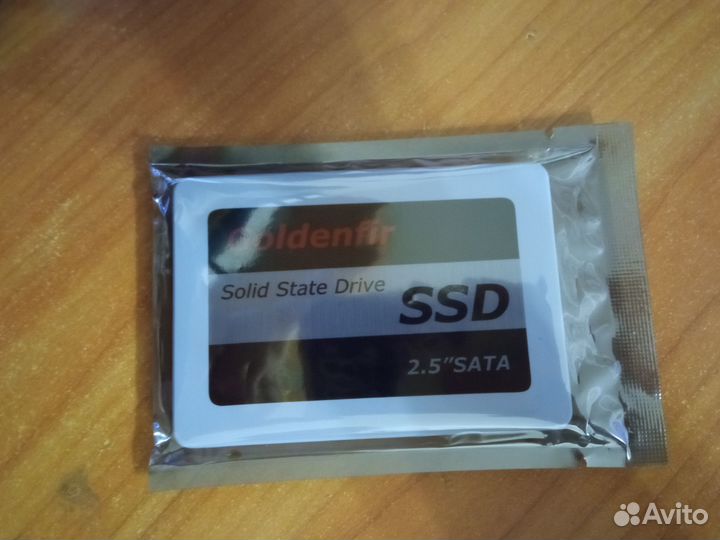 Goldenfir
Solid State Drive
SSD
2.5"SATA
Avito